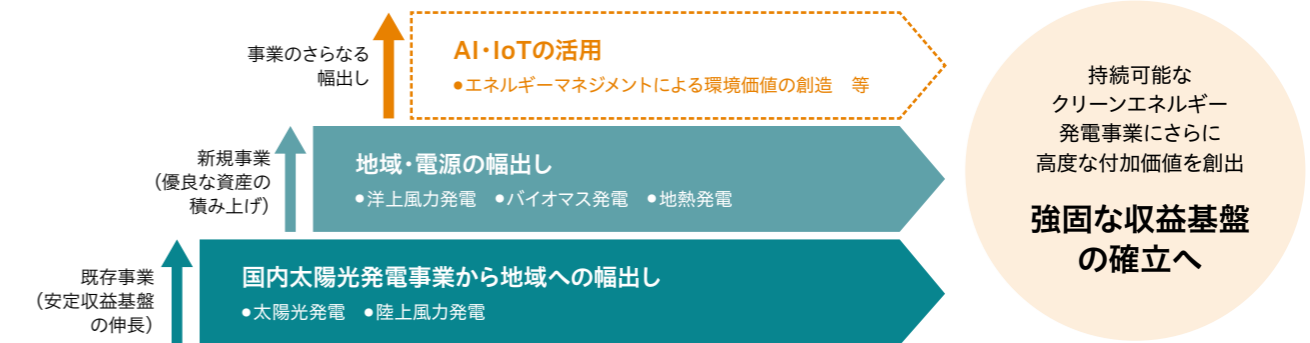 事業のさらなる
幅出し
AI・IoTの活用
●エネルギーマネジメントによる環境価値の創造　等
新規事業
（優良な資産の
積み上げ）
地域・電源の幅出し
●洋上風力発電　●バイオマス発電　●地熱発電
既存事業
（安定収益基盤
の伸長）
国内太陽光発電事業から地域への幅出し
●太陽光発電　●陸上風力発電
持続可能な
クリーンエネルギー
発電事業にさらに
高度な付加価値を創出
強固な収益基盤
の確立へ